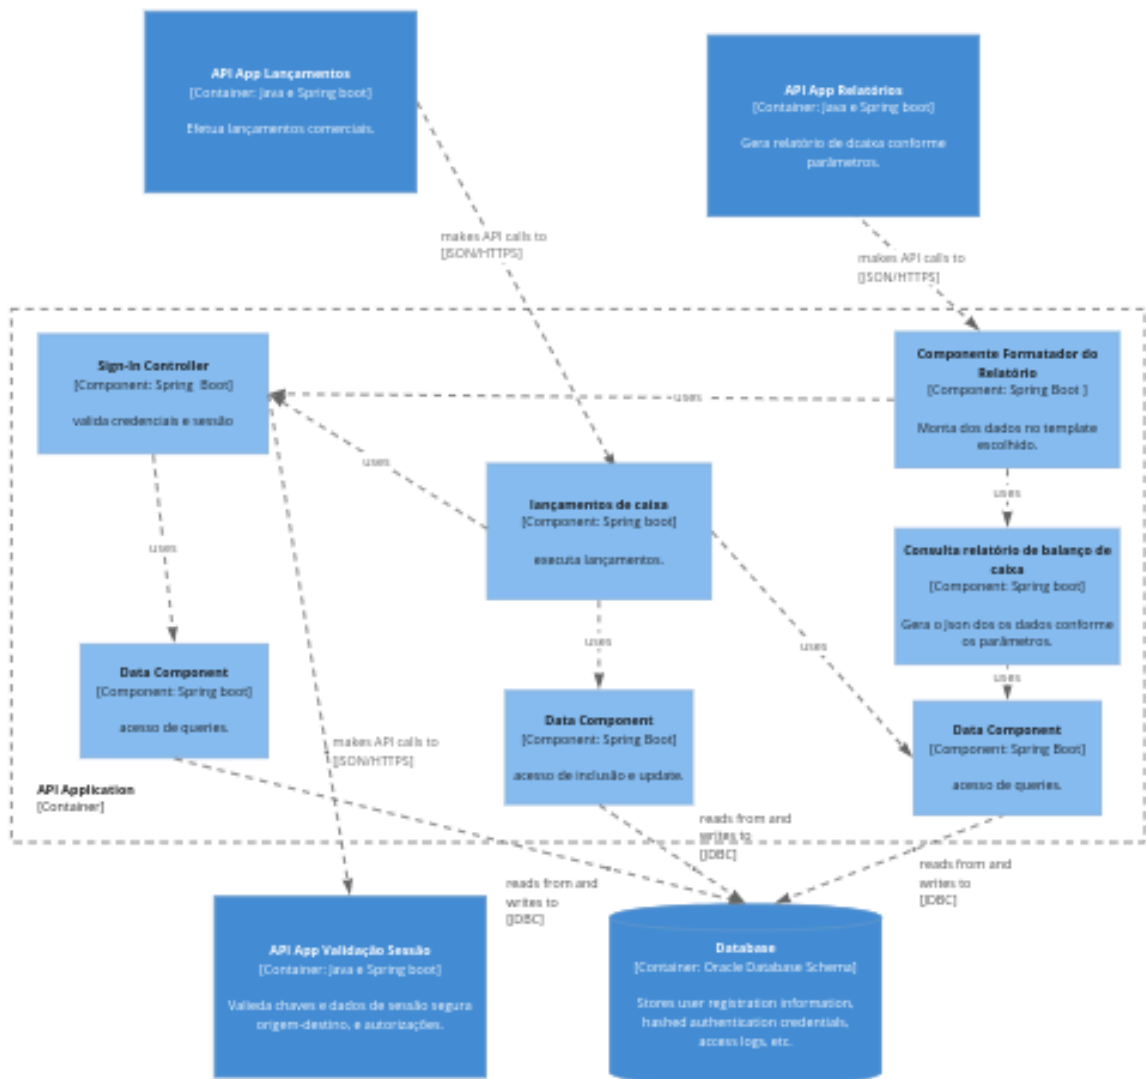 API App Lançamentos
[Container: Java e Spring boot]
Efetua lançamentos comerciais.
API App Relatórios
[Container: Java e Spring boot]
Gera relatório de dcaixa conforme
parâmetros.
makes API calls to
[JSON/HTTPS]
makes API calls to
[JSON/HTTPS]
Sign-In Controller
[Component: Spring Boot]
valida credenciais e sessão
Componente Formatador do
Relatório
[Component: Spring Boot ]
Monta dos dados no template
escolhido.
uses
uses
lançamentos de caixa
[Component: Spring boot]
executa lançamentos.
uses
uses
Consulta relatório de balanço de
caixa
[Component: Spring boot]
Gera o Json dos os dados conforme
os parâmetros.
uses
uses
uses
Data Component
[Component: Spring boot]
acesso de queries.
Data Component
[Component: Spring Boot]
acesso de inclusão e update.
Data Component
[Component: Spring Boot]
acesso de queries.
makes API calls to
[JSON/HTTPS]
API Application
[Container]
reads from and
writes to
[JDBC]
reads from and
writes to
[JDBC]
reads from and
writes to
[JDBC]
API App Validação Sessão
[Container: Java e Spring boot]
Valieda chaves e dados de sessão segura
origem-destino, e autorizações.
Database
[Container: Oracle Database Schema]
Stores user registration information,
hashed authentication credentials,
access logs, etc.